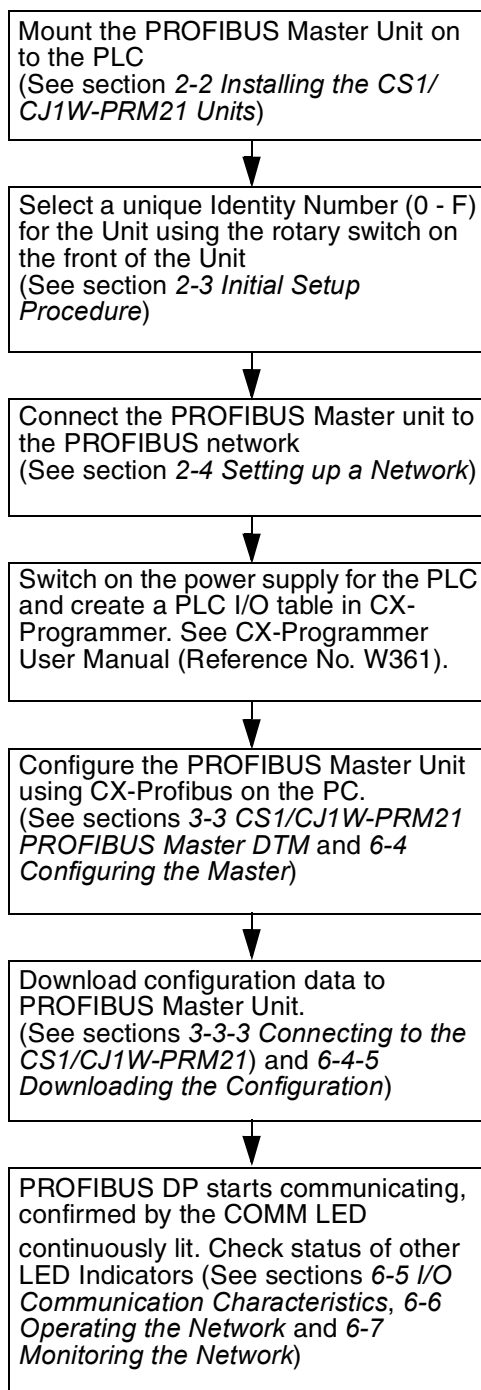 Mount the PROFIBUS Master Unit on
to the PLC
(See section 2-2 Installing the CS1/
CJ1W-PRM21 Units)
Select a unique Identity Number (0 - F)
for the Unit using the rotary switch on
the front of the Unit
(See section 2-3 Initial Setup
Procedure)
Connect the PROFIBUS Master unit to
the PROFIBUS network
(See section 2-4 Setting up a Network)
Switch on the power supply for the PLC
and create a PLC I/O table in CX-
Programmer. See CX-Programmer
User Manual (Reference No. W361).
Configure the PROFIBUS Master Unit
using CX-Profibus on the PC.
(See sections 3-3 CS1/CJ1W-PRM21
PROFIBUS Master DTM and 6-4
Configuring the Master)
Download configuration data to
PROFIBUS Master Unit.
(See sections 3-3-3 Connecting to the
CS1/CJ1W-PRM21) and 6-4-5
Downloading the Configuration)
PROFIBUS DP starts communicating,
confirmed by the COMM LED
continuously lit. Check status of other
LED Indicators (See sections 6-5 I/O
Communication Characteristics, 6-6
Operating the Network and 6-7
Monitoring the Network)